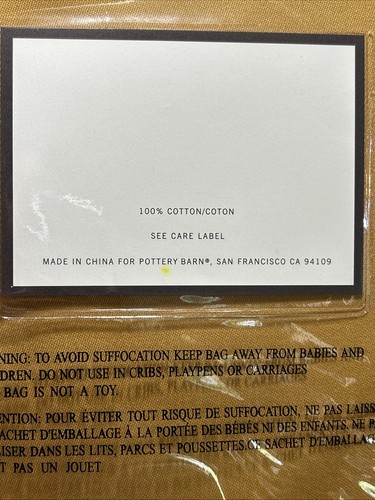 100% COTTON/COTON
SEE CARE LABEL
MADE IN CHINA FOR POTTERY BARN®, SAN FRANCISCO CA 94109
NING: TO AVOID SUFFOCATION KEEP BAG AWAY FROM BABIES AND
DREN. DO NOT USE IN CRIBS, PLAYPENS OR CARRIAGES
BAG IS NOT A TOY.
ENTION: POUR ÉVITER TOUT RISQUE DE SUFFOCATION, NE PAS LAISS
SACHET D'EMBALLAGE À LA PORTÉE DES BÉBÉS NI DES ENFANTS. NE P
LISER DANS LES LITS, PARCS ET POUSSETTES.CE SACHET D'EMBALLA
T PAS UN JOUET